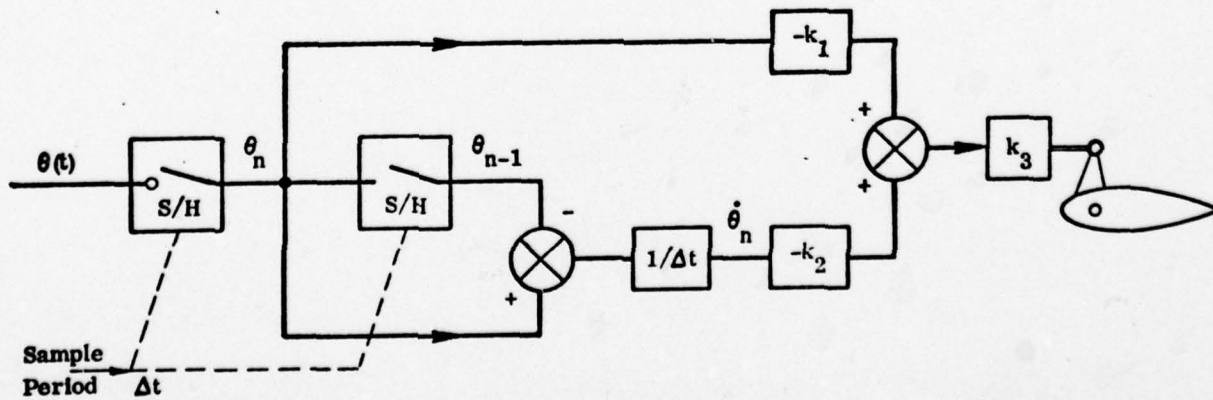 -k1
+
θ(t)
S/H
θn
S/H
θn-1
-
+
1/Δt
θ̇n
-k2
+
+
k3
Sample
Period Δt